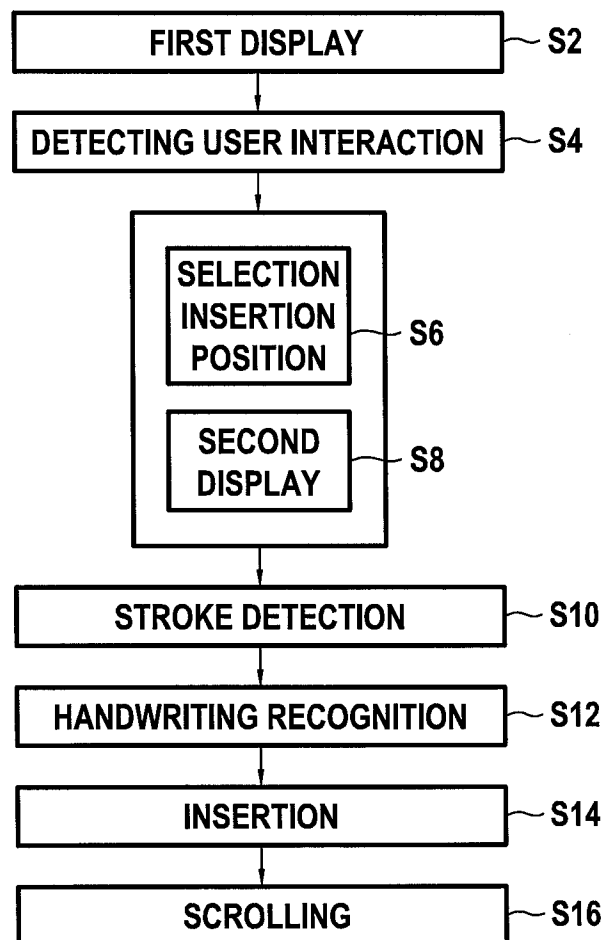 FIRST DISPLAY S2
DETECTING USER INTERACTION S4
SELECTION
INSERTION
POSITION
S6
SECOND
DISPLAY
S8
STROKE DETECTION S10
HANDWRITING RECOGNITION S12
INSERTION S14
SCROLLING S16